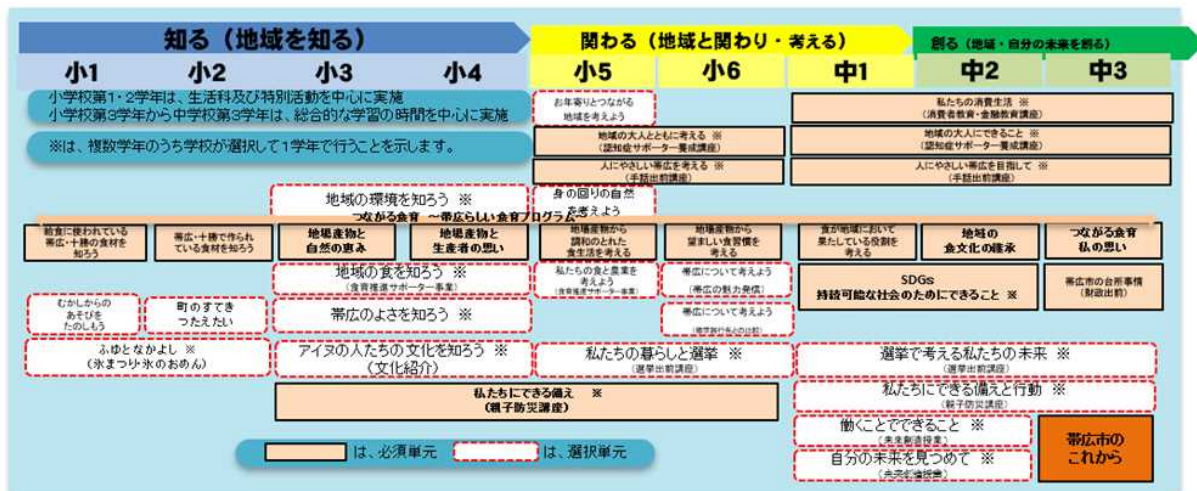 知る（地域を知る）
関わる（地域と関わり・考える）
創る（地域・自分の未来を創る）
小1
小2
小3
小4
小5
小6
中1
中2
中3
小学校第1・2学年は、生活科及び特別活動を中心に実施
小学校第3学年から中学校第3学年は、総合的な学習の時間を中心に実施
※は、複数学年のうち学校が選択して1学年で行うことを示します。
お年寄りとつながる
地域を考えよう
私たちの消費生活 ※
（消費者教育・金融教育講座）
地域の大人とともに考える ※
（認知症サポーター養成講座）
地域の大人にできること ※
（認知症サポーター養成講座）
人にやさしい帯広を考える ※
（手話出前講座）
人にやさしい帯広を目指して ※
（手話出前講座）
地域の環境を知ろう ※
身の回りの自然
を考えよう
つながる食育 ～帯広らしい食育プログラム～
給食に使われている
帯広・十勝の食材を
知ろう
帯広・十勝で作られ
ている食材を知ろう
地場産物と
自然の恵み
地場産物と
生産者の思い
地場産物から
調和のとれた
食生活を考える
地場産物から
望ましい食習慣を
考える
食が地域において
果たしている役割を
考える
地域の
食文化の継承
つながる食育
私の思い
地域の食を知ろう ※
（食育推進サポーター事業）
私たちの食と農業を
考えよう
（食育推進サポーター事業）
帯広について考えよう
（帯広の魅力発信）
SDGs
持続可能な社会のためにできること ※
帯広市の台所事情
（財政出前）
むかしからの
あそびを
たのしもう
町のすてき
つたえたい
帯広のよさを知ろう ※
帯広について考えよう
ふゆとなかよし ※
（氷まつり氷のおめん）
アイヌの人たちの文化を知ろう ※
（文化紹介）
私たちの暮らしと選挙 ※
（選挙出前講座）
選挙で考える私たちの未来 ※
（選挙出前講座）
私たちにできる備え ※
（親子防災講座）
私たちにできる備えと行動 ※
（親子防災講座）
働くことでできること ※
（未来創造授業）
帯広市の
これから
自分の未来を見つめて ※
は、必須単元
は、選択単元